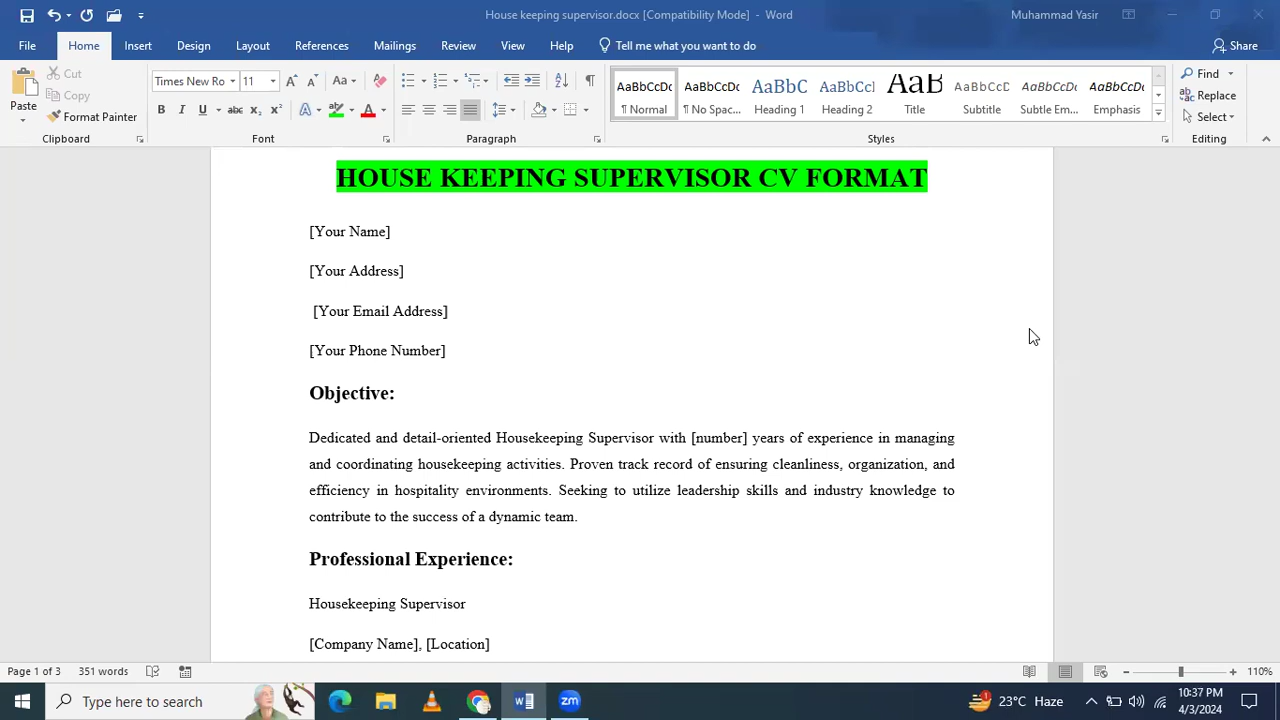 House keeping supervisor.docx [Compatibility Mode] - Word
Muhammad Yasir
File Home Insert Design Layout References Mailings Review View Help Tell me what you want to do Share
Paste
Cut
Copy
Format Painter
Clipboard
Times New Ro 11
Font
Paragraph
AaBbCcDc AaBbCcDc AaBbC AaBbCcl AaB AaBbCcDc AaBbCcDc AaBbCcDc
¶ Normal ¶ No Spac... Heading 1 Heading 2 Title Subtitle Subtle Em... Emphasis
Styles
Find
Replace
Select
Editing
HOUSE KEEPING SUPERVISOR CV FORMAT
[Your Name]
[Your Address]
[Your Email Address]
[Your Phone Number]
Objective:
Dedicated and detail-oriented Housekeeping Supervisor with [number] years of experience in managing
and coordinating housekeeping activities. Proven track record of ensuring cleanliness, organization, and
efficiency in hospitality environments. Seeking to utilize leadership skills and industry knowledge to
contribute to the success of a dynamic team.
Professional Experience:
Housekeeping Supervisor
[Company Name], [Location]
Page 1 of 3 351 words 110%
Type here to search
23°C Haze
10:37 PM
4/3/2024